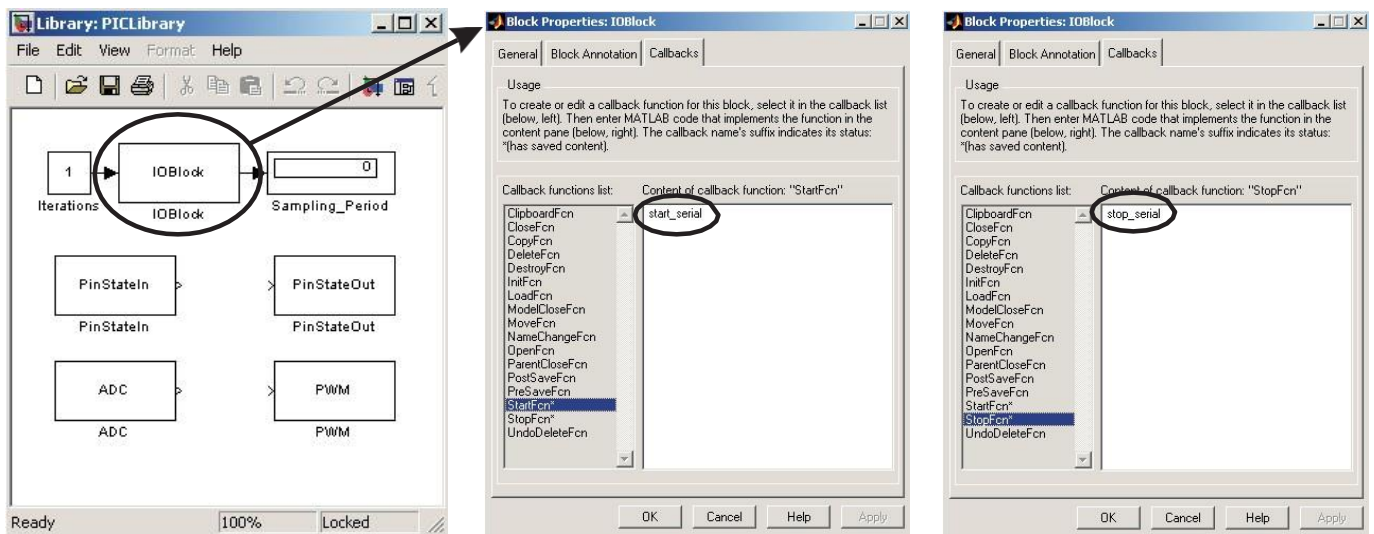 Library: PICLibrary
File Edit View Format Help
1
IOBlock
0
Iterations
IOBlock
Sampling_Period
PinStateIn
PinStateOut
PinStateIn
PinStateOut
ADC
PWM
ADC
PWM
Ready
100%
Locked
Block Properties: IOBlock
General
Block Annotation
Callbacks
Usage
To create or edit a callback function for this block, select it in the callback list
(below, left). Then enter MATLAB code that implements the function in the
content pane (below, right). The callback name's suffix indicates its status:
*(has saved content).
Callback functions list:
Content of callback function: "StartFcn"
ClipboardFcn
CloseFcn
CopyFcn
DeleteFcn
DestroyFcn
InitFcn
LoadFcn
ModelCloseFcn
MoveFcn
NameChangeFcn
OpenFcn
ParentCloseFcn
PostSaveFcn
PreSaveFcn
StartFcn*
StopFcn*
UndoDeleteFcn
start_serial
OK
Cancel
Help
Apply
Block Properties: IOBlock
General
Block Annotation
Callbacks
Usage
To create or edit a callback function for this block, select it in the callback list
(below, left). Then enter MATLAB code that implements the function in the
content pane (below, right). The callback name's suffix indicates its status:
*(has saved content).
Callback functions list:
Content of callback function: "StopFcn"
ClipboardFcn
CloseFcn
CopyFcn
DeleteFcn
DestroyFcn
InitFcn
LoadFcn
ModelCloseFcn
MoveFcn
NameChangeFcn
OpenFcn
ParentCloseFcn
PostSaveFcn
PreSaveFcn
StartFcn*
StopFcn*
UndoDeleteFcn
stop_serial
OK
Cancel
Help
Apply